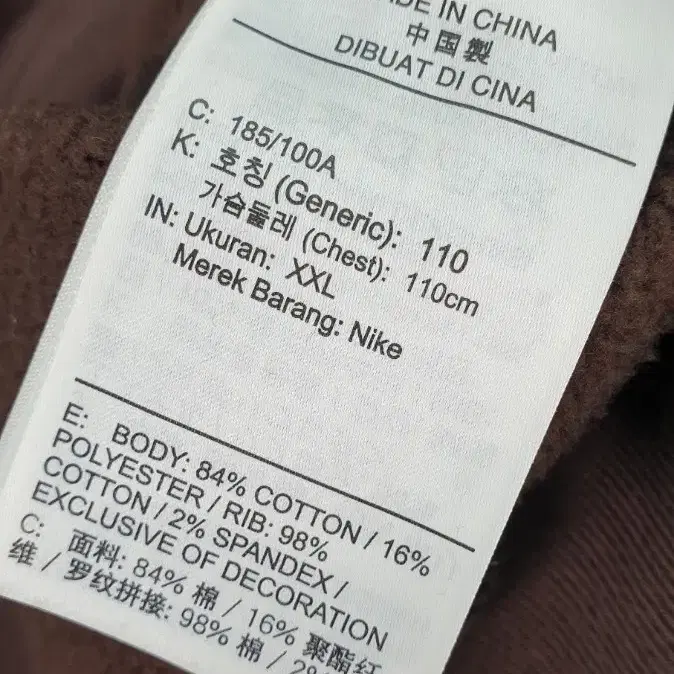 MADE IN CHINA
中国製
DIBUAT DI CINA
C: 185/100A
K: 호칭 (Generic): 110
가슴둘레 (Chest): 110cm
IN: Ukuran: XXL
Merek Barang: Nike
E: BODY: 84% COTTON / 16%
POLYESTER / RIB: 98%
COTTON / 2% SPANDEX /
EXCLUSIVE OF DECORATION
C: 面料: 84% 棉 / 16% 聚酯纤
维 / 罗纹拼接: 98% 棉 / 2%